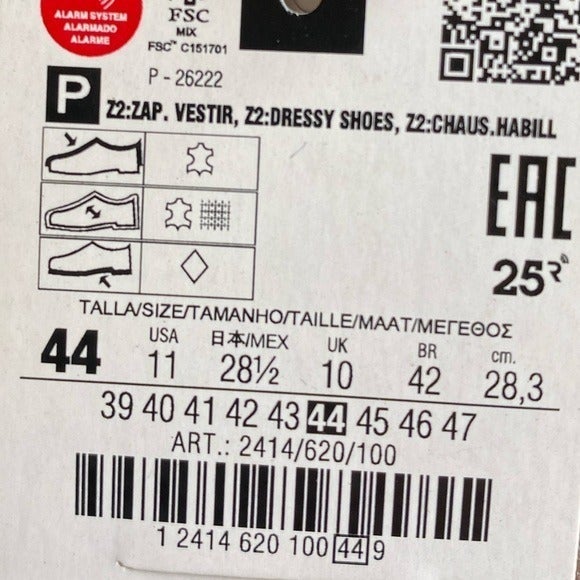 ALARM SYSTEM
ALARMADO
ALARME
FSC
MIX
FSC™ C151701
P - 26222
P
Z2:ZAP. VESTIR, Z2:DRESSY SHOES, Z2:CHAUS.HABILL
EAC
25R
TALLA/SIZE/TAMANHO/TAILLE/MAAT/ΜΕΓΕΘΟΣ
44 USA 11 日本/MEX 28½ UK 10 BR 42 cm. 28,3
39 40 41 42 43 44 45 46 47
ART.: 2414/620/100
1 2414 620 100 44 9